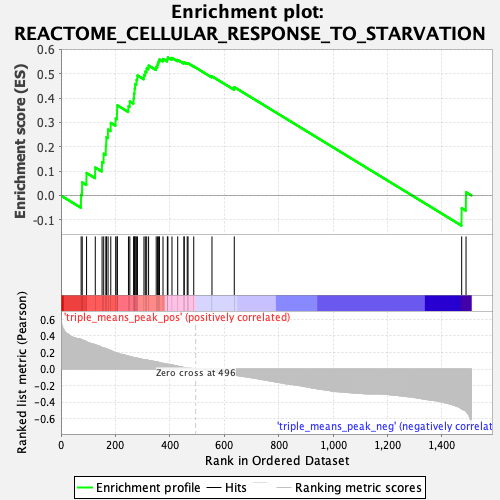 Enrichment plot:
REACTOME_CELLULAR_RESPONSE_TO_STARVATION
Enrichment score (ES)
0.6
0.5
0.4
0.3
0.2
0.1
0.0
-0.1
'triple_means_peak_pos' (positively correlated)
Ranked list metric (Pearson)
0.6
0.4
0.2
0.0
-0.2
-0.4
-0.6
Zero cross at 496
'triple_means_peak_neg' (negatively correlat
0
200
400
600
800
1,000
1,200
1,400
Rank in Ordered Dataset
Enrichment profile
Hits
Ranking metric scores